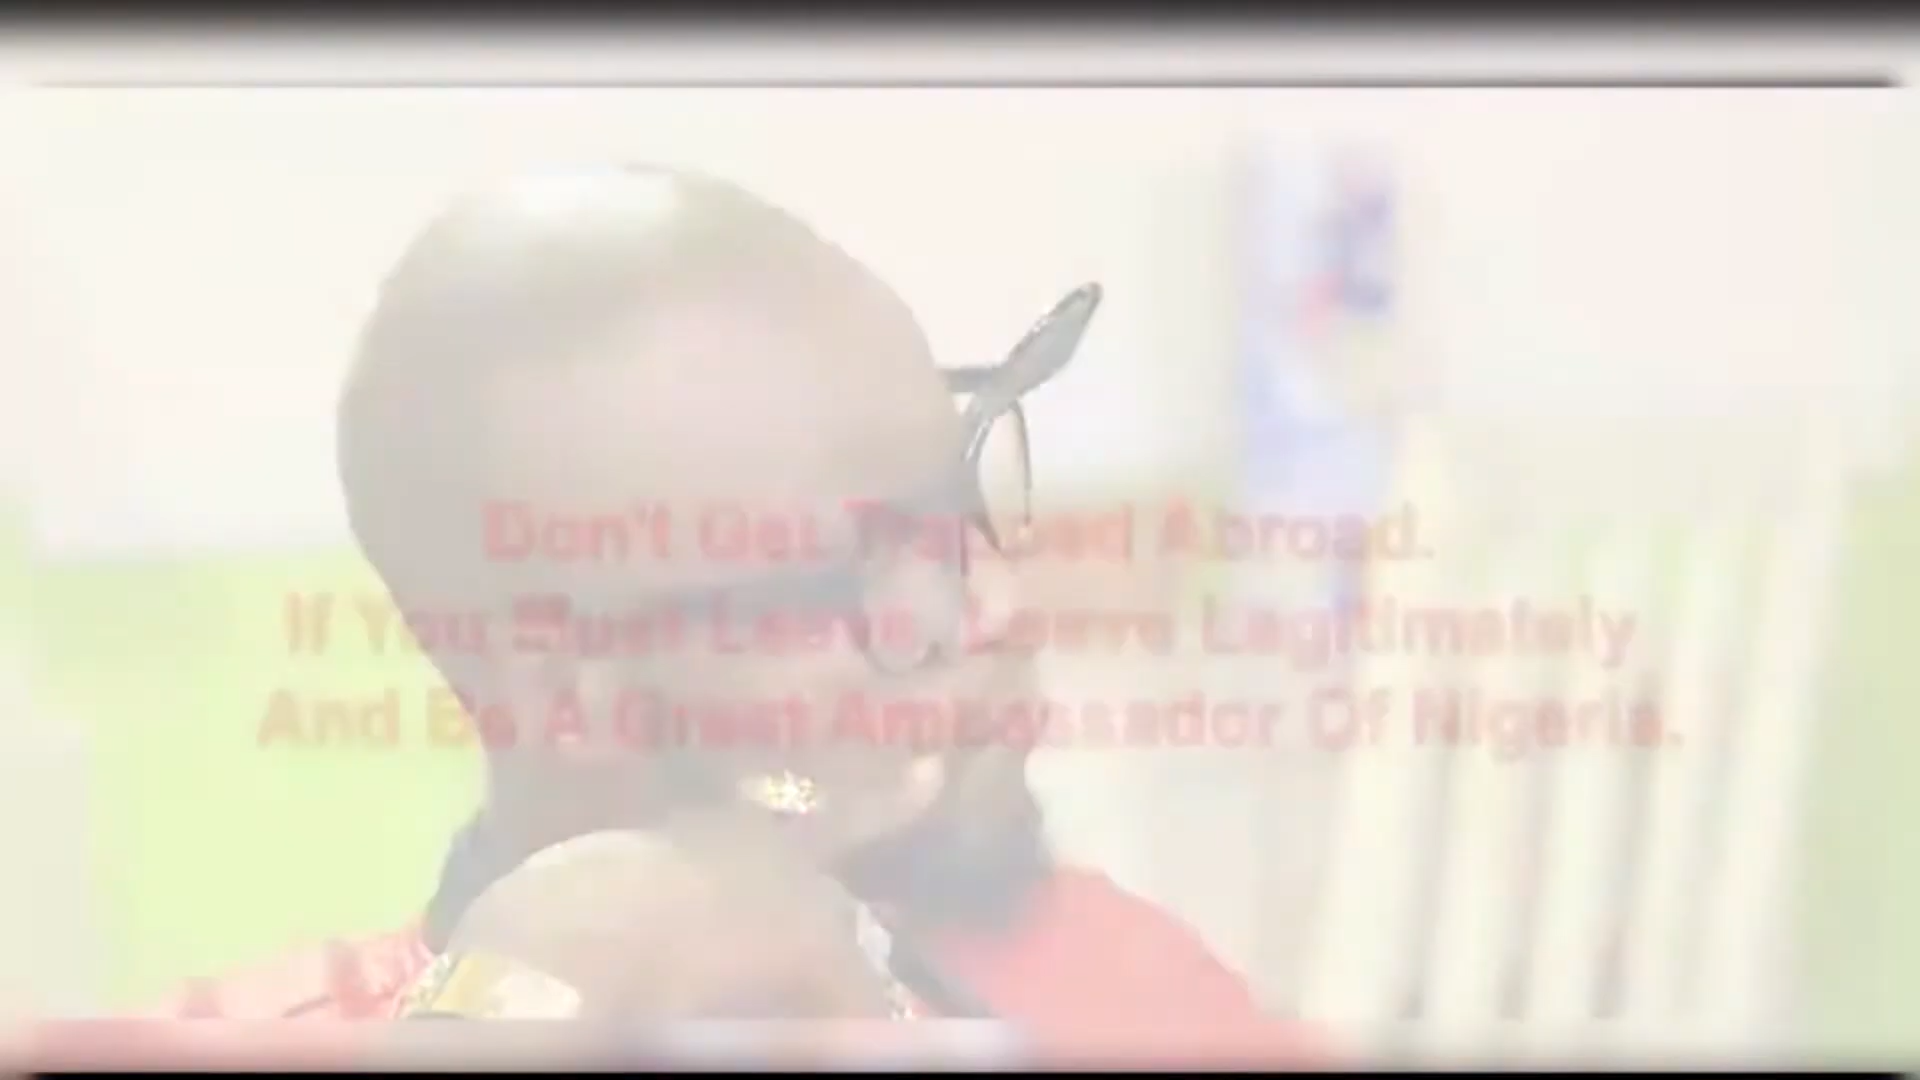 Don't Get Trapped Abroad.
If You Must Leave, Leave Legitimately
And Be A Great Ambassador Of Nigeria.